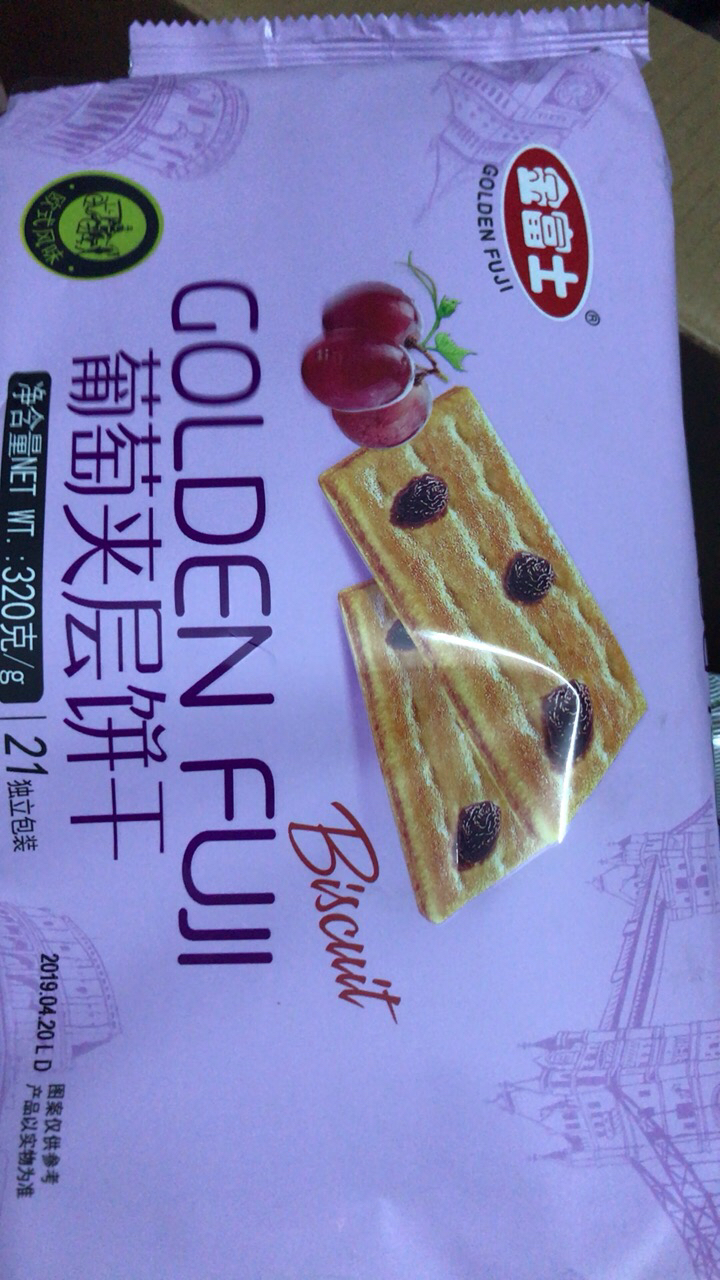 金富士®
GOLDEN FUJI
Biscuit
GOLDEN FUJI
葡萄夹层饼干
净含量NET WT.:320克/g
21独立包装
2019.04.20 L D
图案仅供参考
产品以实物为准